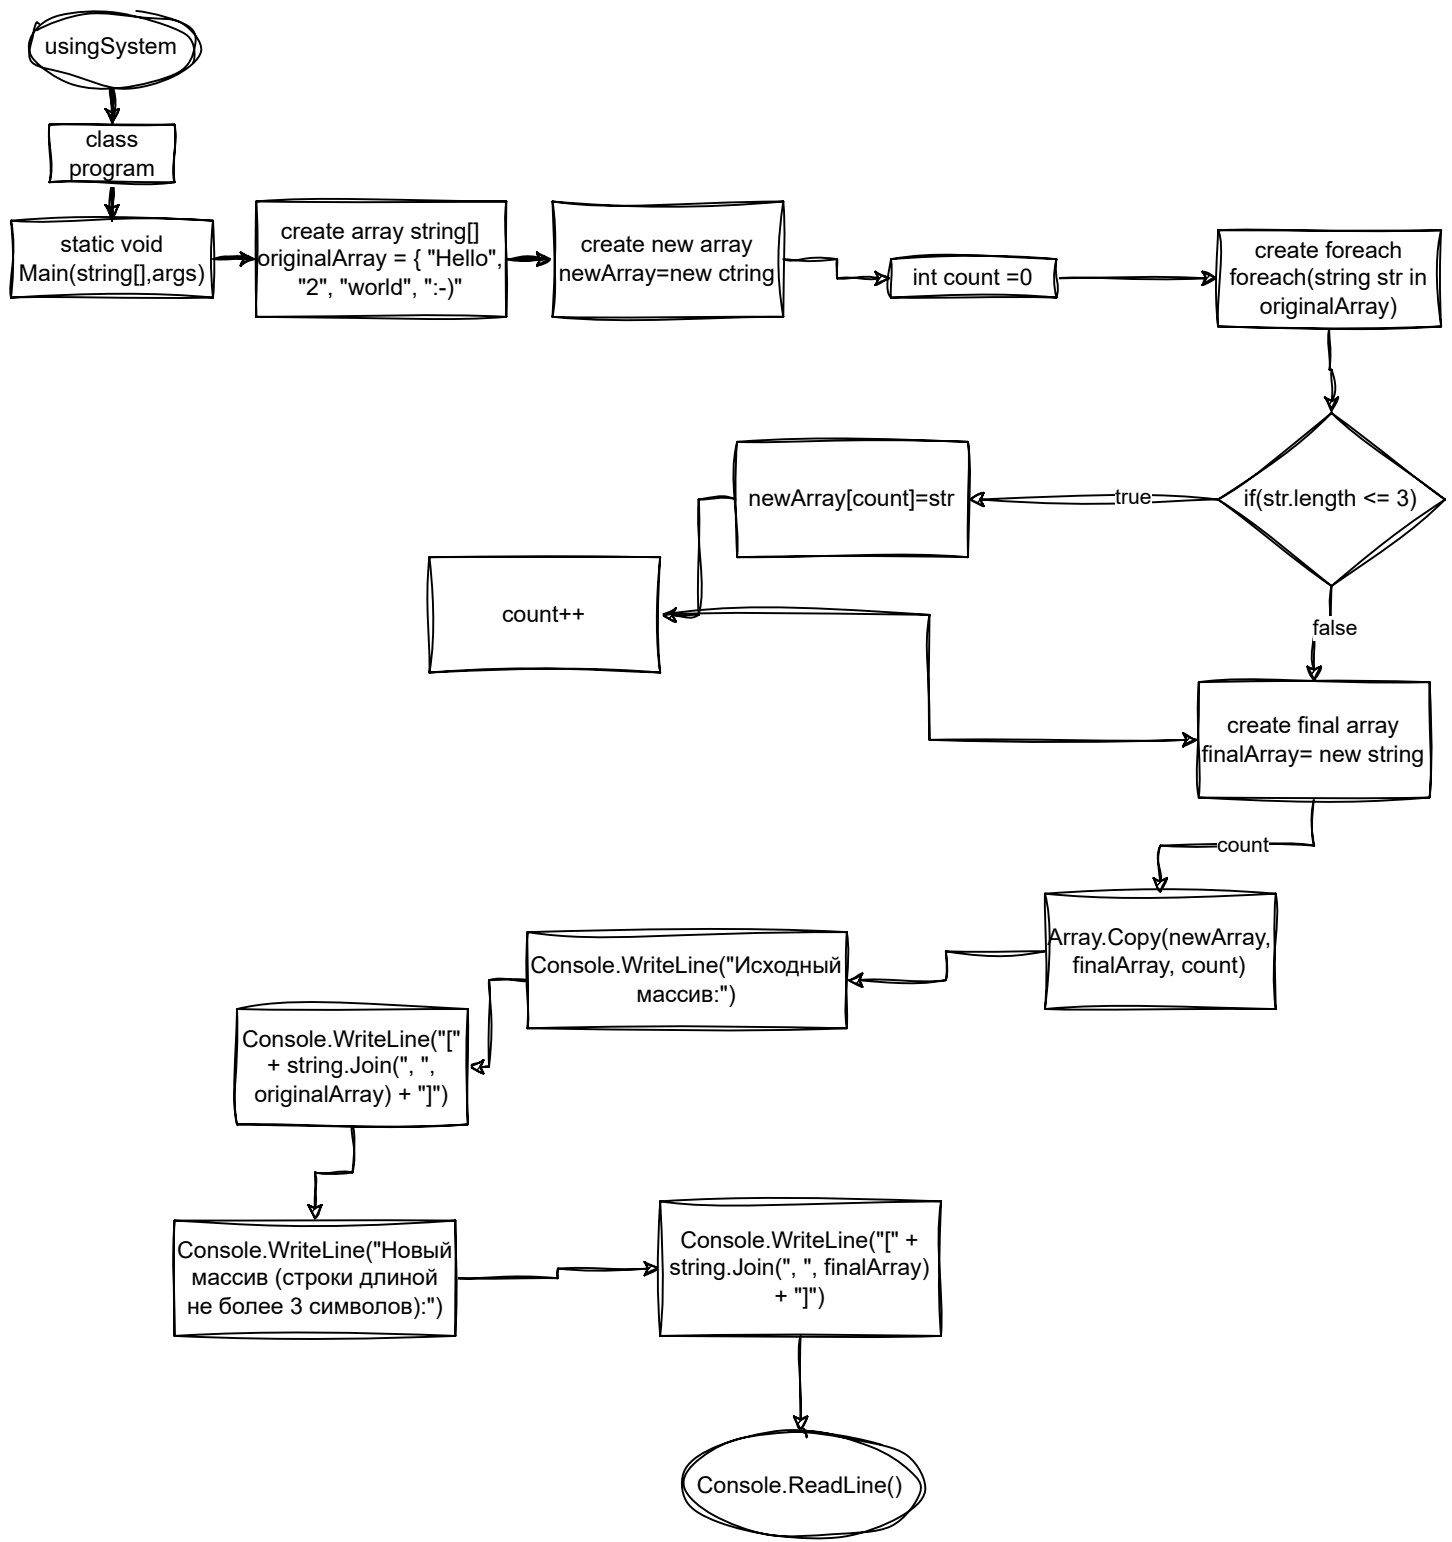 usingSystem
class
program
static void
Main(string[],args)
create array string[]
originalArray = { "Hello",
"2", "world", ":-)"
create new array
newArray=new ctring
int count =0
create foreach
foreach(string str in
originalArray)
if(str.length <= 3)
true
newArray[count]=str
count++
false
create final array
finalArray= new string
count
Array.Copy(newArray,
finalArray, count)
Console.WriteLine("Исходный
массив:")
Console.WriteLine("["
+ string.Join(", ",
originalArray) + "]")
Console.WriteLine("Новый
массив (строки длиной
не более 3 символов):")
Console.WriteLine("[" +
string.Join(", ", finalArray)
+ "]")
Console.ReadLine()